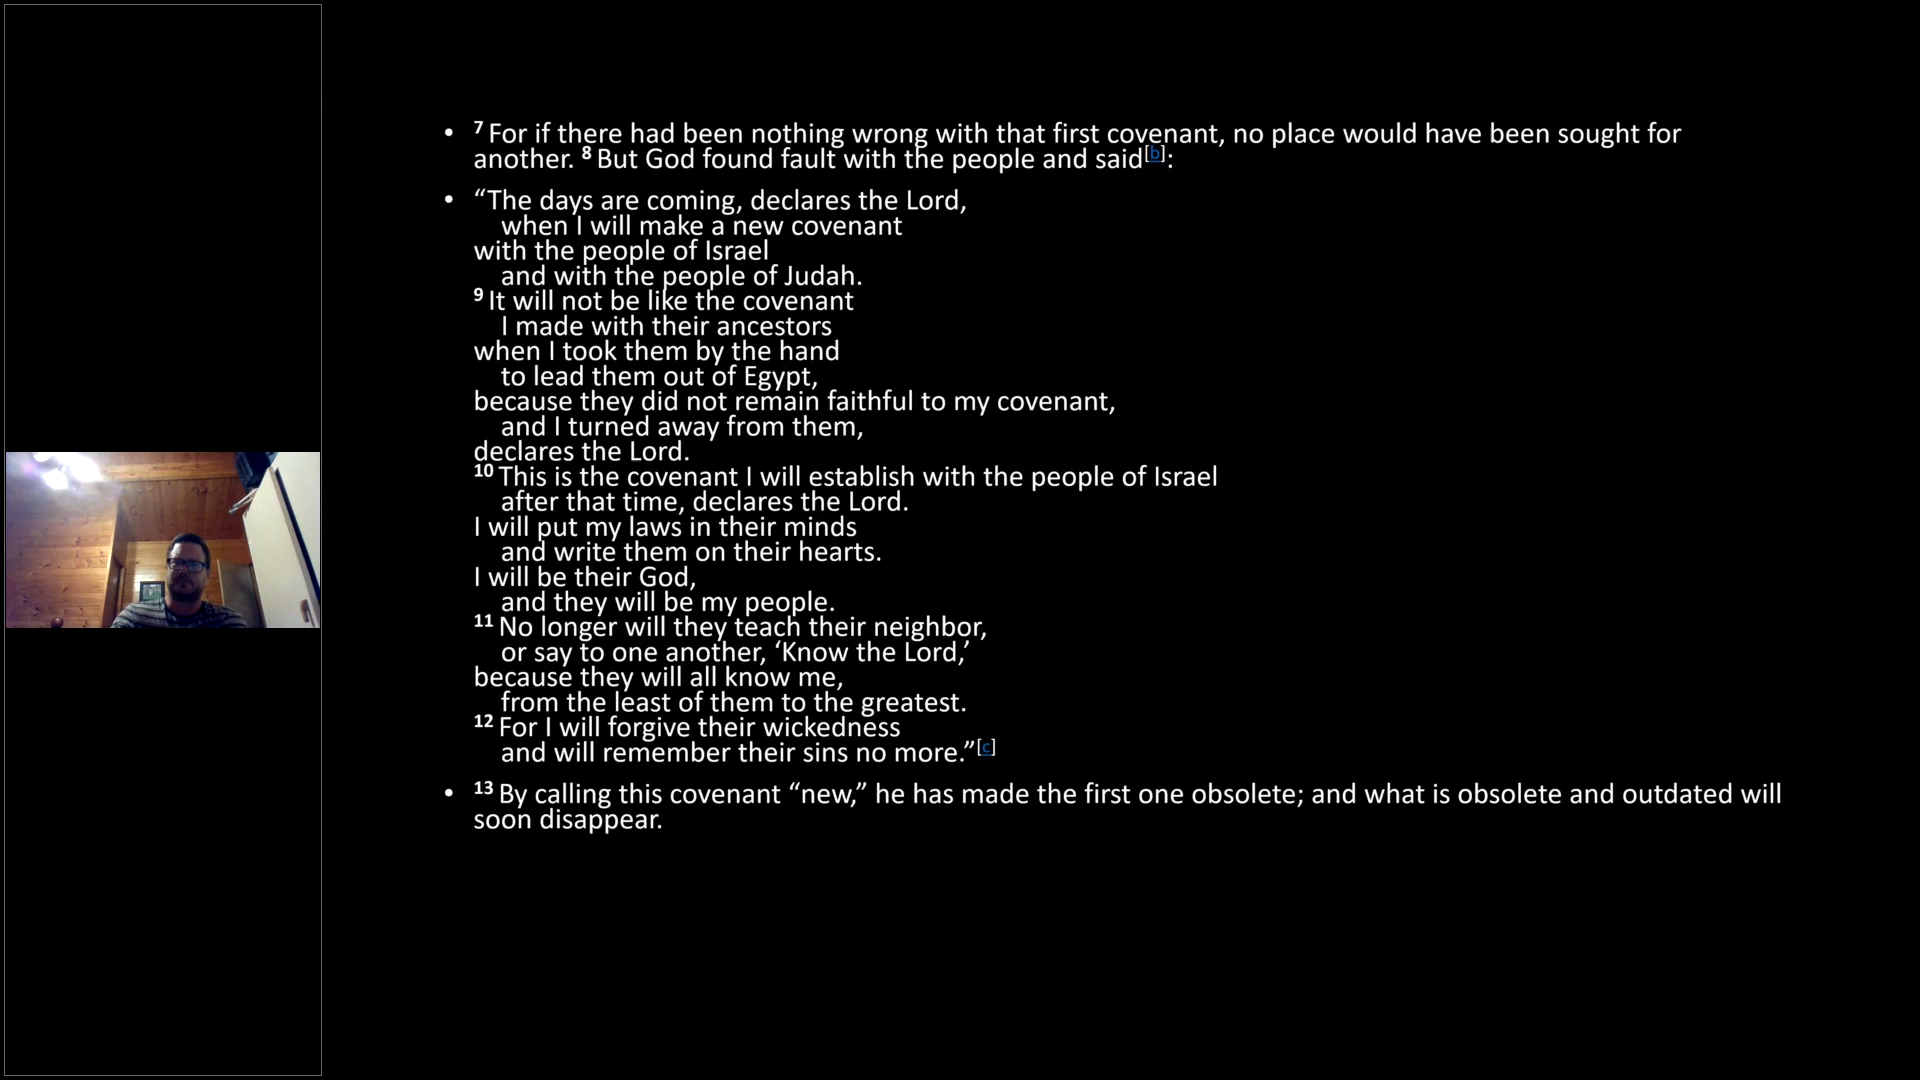 • 7 For if there had been nothing wrong with that first covenant, no place would have been sought for
another. 8 But God found fault with the people and said[b]:
• “The days are coming, declares the Lord,
when I will make a new covenant
with the people of Israel
and with the people of Judah.
9 It will not be like the covenant
I made with their ancestors
when I took them by the hand
to lead them out of Egypt,
because they did not remain faithful to my covenant,
and I turned away from them,
declares the Lord.
10 This is the covenant I will establish with the people of Israel
after that time, declares the Lord.
I will put my laws in their minds
and write them on their hearts.
I will be their God,
and they will be my people.
11 No longer will they teach their neighbor,
or say to one another, ‘Know the Lord,’
because they will all know me,
from the least of them to the greatest.
12 For I will forgive their wickedness
and will remember their sins no more.”[c]
• 13 By calling this covenant “new,” he has made the first one obsolete; and what is obsolete and outdated will
soon disappear.